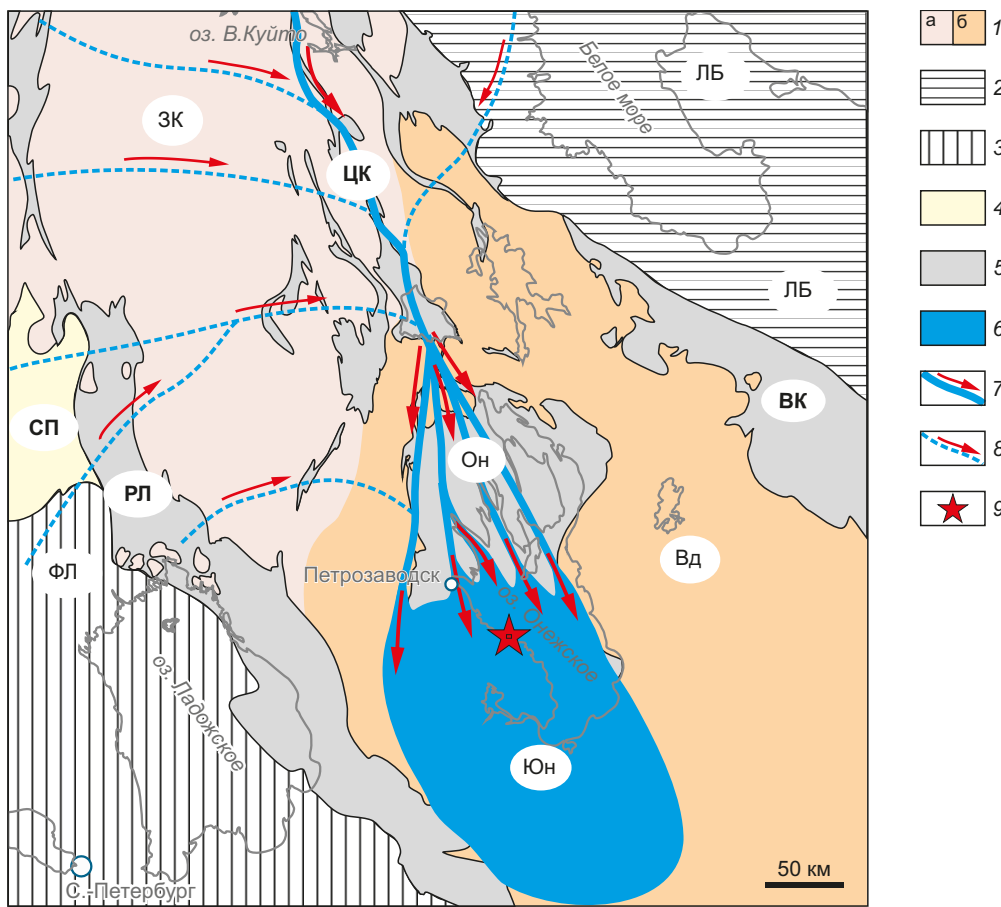 оз. В.Куйто
Белое море
ЛБ
ЗК
ЦК
ЛБ
ВК
СП
Он
РЛ
Вд
ФЛ
Петрозаводск
оз. Онежское
оз. Ладожское
Юн
С.-Петербург
50 км
а
б
1
2
3
4
5
6
7
8
9